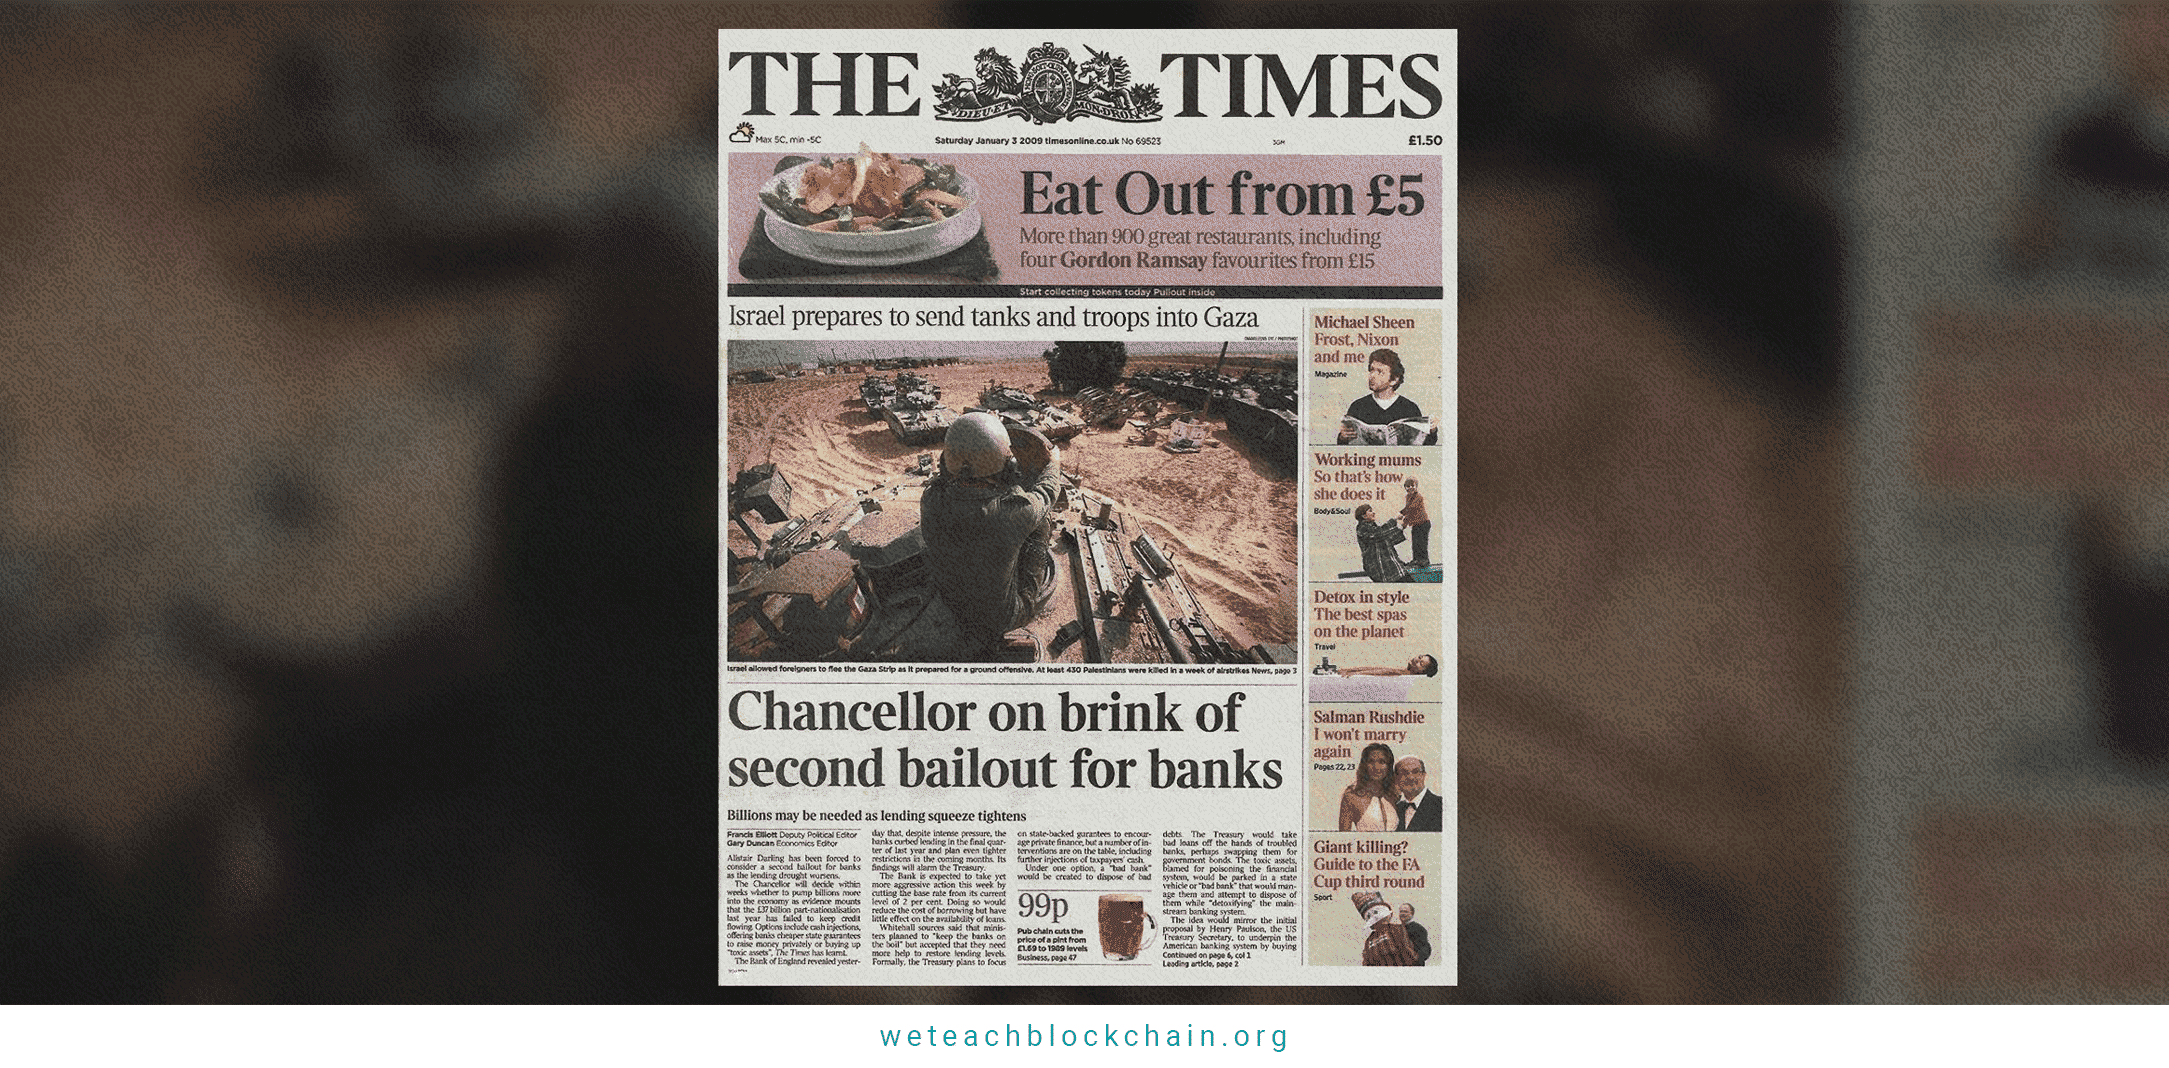 THE TIMES
DIEU ET MON DROIT
Max 5C, min -5C
Saturday January 3 2009 timesonline.co.uk No 69523
3GM
£1.50
Eat Out from £5
More than 900 great restaurants, including
four Gordon Ramsay favourites from £15
Start collecting tokens today Pullout inside
Israel prepares to send tanks and troops into Gaza
Israel allowed foreigners to flee the Gaza Strip as it prepared for a ground offensive. At least 430 Palestinians were killed in a week of airstrikes News, page 3
Chancellor on brink of
second bailout for banks
Billions may be needed as lending squeeze tightens
Francis Elliott Deputy Political Editor
Gary Duncan Economics Editor
Alistair Darling has been forced to
consider a second bailout for banks
as the lending drought worsens.
The Chancellor will decide within
weeks whether to pump billions more
into the economy as evidence mounts
that the £37 billion part-nationalisation
last year has failed to keep credit
flowing. Options include cash injections,
offering banks cheaper state guarantees
to raise money privately or buying up
"toxic assets", The Times has learnt.
The Bank of England revealed yester-
day that, despite intense pressure, the
banks curbed lending in the final quar-
ter of last year and plan even tighter
restrictions in the coming months. Its
findings will alarm the Treasury.
The Bank is expected to take yet
more aggressive action this week by
cutting the base rate from its current
level of 2 per cent. Doing so would
reduce the cost of borrowing but have
little effect on the availability of loans.
Whitehall sources said that minis-
ters planned to "keep the banks on
the boil" but accepted that they need
more help to restore lending levels.
Formally, the Treasury plans to focus
on state-backed gurantees to encour-
age private finance, but a number of in-
terventions are on the table, including
further injections of taxpayers' cash.
Under one option, a "bad bank"
would be created to dispose of bad
99p
Pub chain cuts the
price of a pint from
£1.69 to 1989 levels
Business, page 47
debts. The Treasury would take
bad loans off the hands of troubled
banks, perhaps swapping them for
government bonds. The toxic assets,
blamed for poisoning the financial
system, would be parked in a state
vehicle or "bad bank" that would man-
age them and attempt to dispose of
them while "detoxifying" the main-
stream banking system.
The idea would mirror the initial
proposal by Henry Paulson, the US
Treasury Secretary, to underpin the
American banking system by buying
Continued on page 6, col 1
Leading article, page 2
Michael Sheen
Frost, Nixon
and me
Magazine
Working mums
So that's how
she does it
Body&Soul
Detox in style
The best spas
on the planet
Travel
Salman Rushdie
I won't marry
again
Pages 22, 23
Giant killing?
Guide to the FA
Cup third round
Sport
weteachblockchain.org